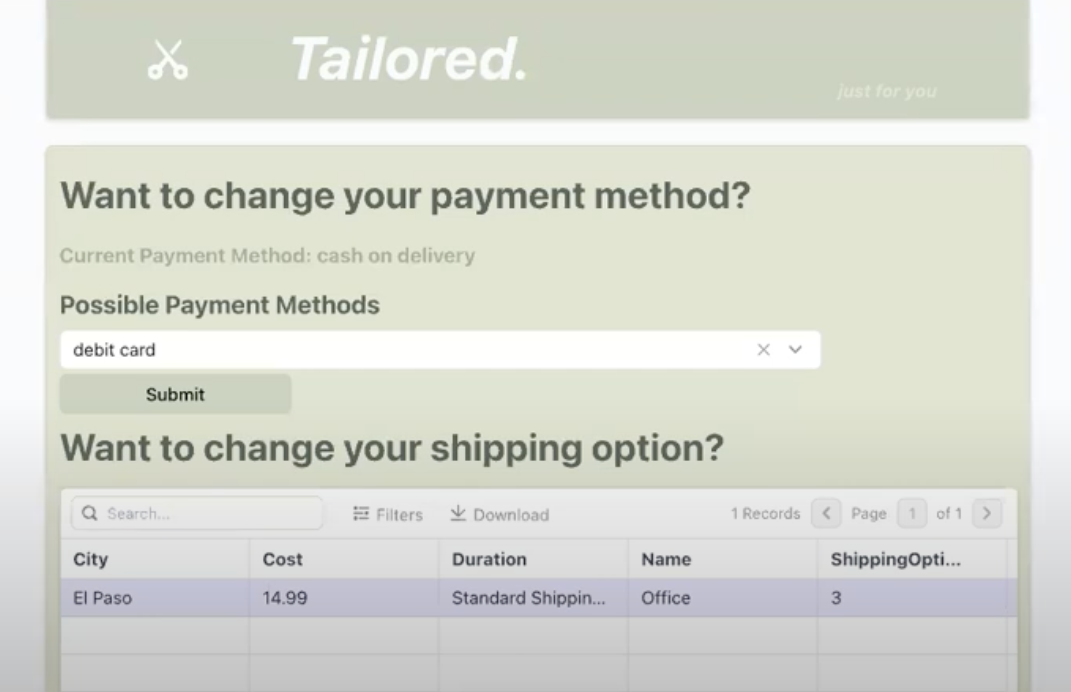 Tailored.
just for you
Want to change your payment method?
Current Payment Method: cash on delivery
Possible Payment Methods
debit card
Submit
Want to change your shipping option?
Search... Filters Download 1 Records Page 1 of 1
City Cost Duration Name ShippingOpti...
El Paso 14.99 Standard Shippin... Office 3